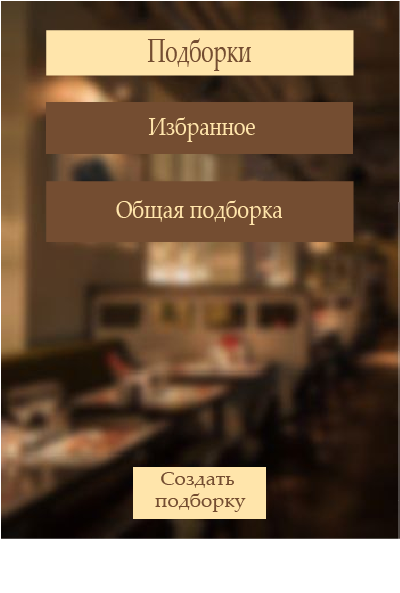 Подборки
Избранное
Общая подборка
Создать
подборку